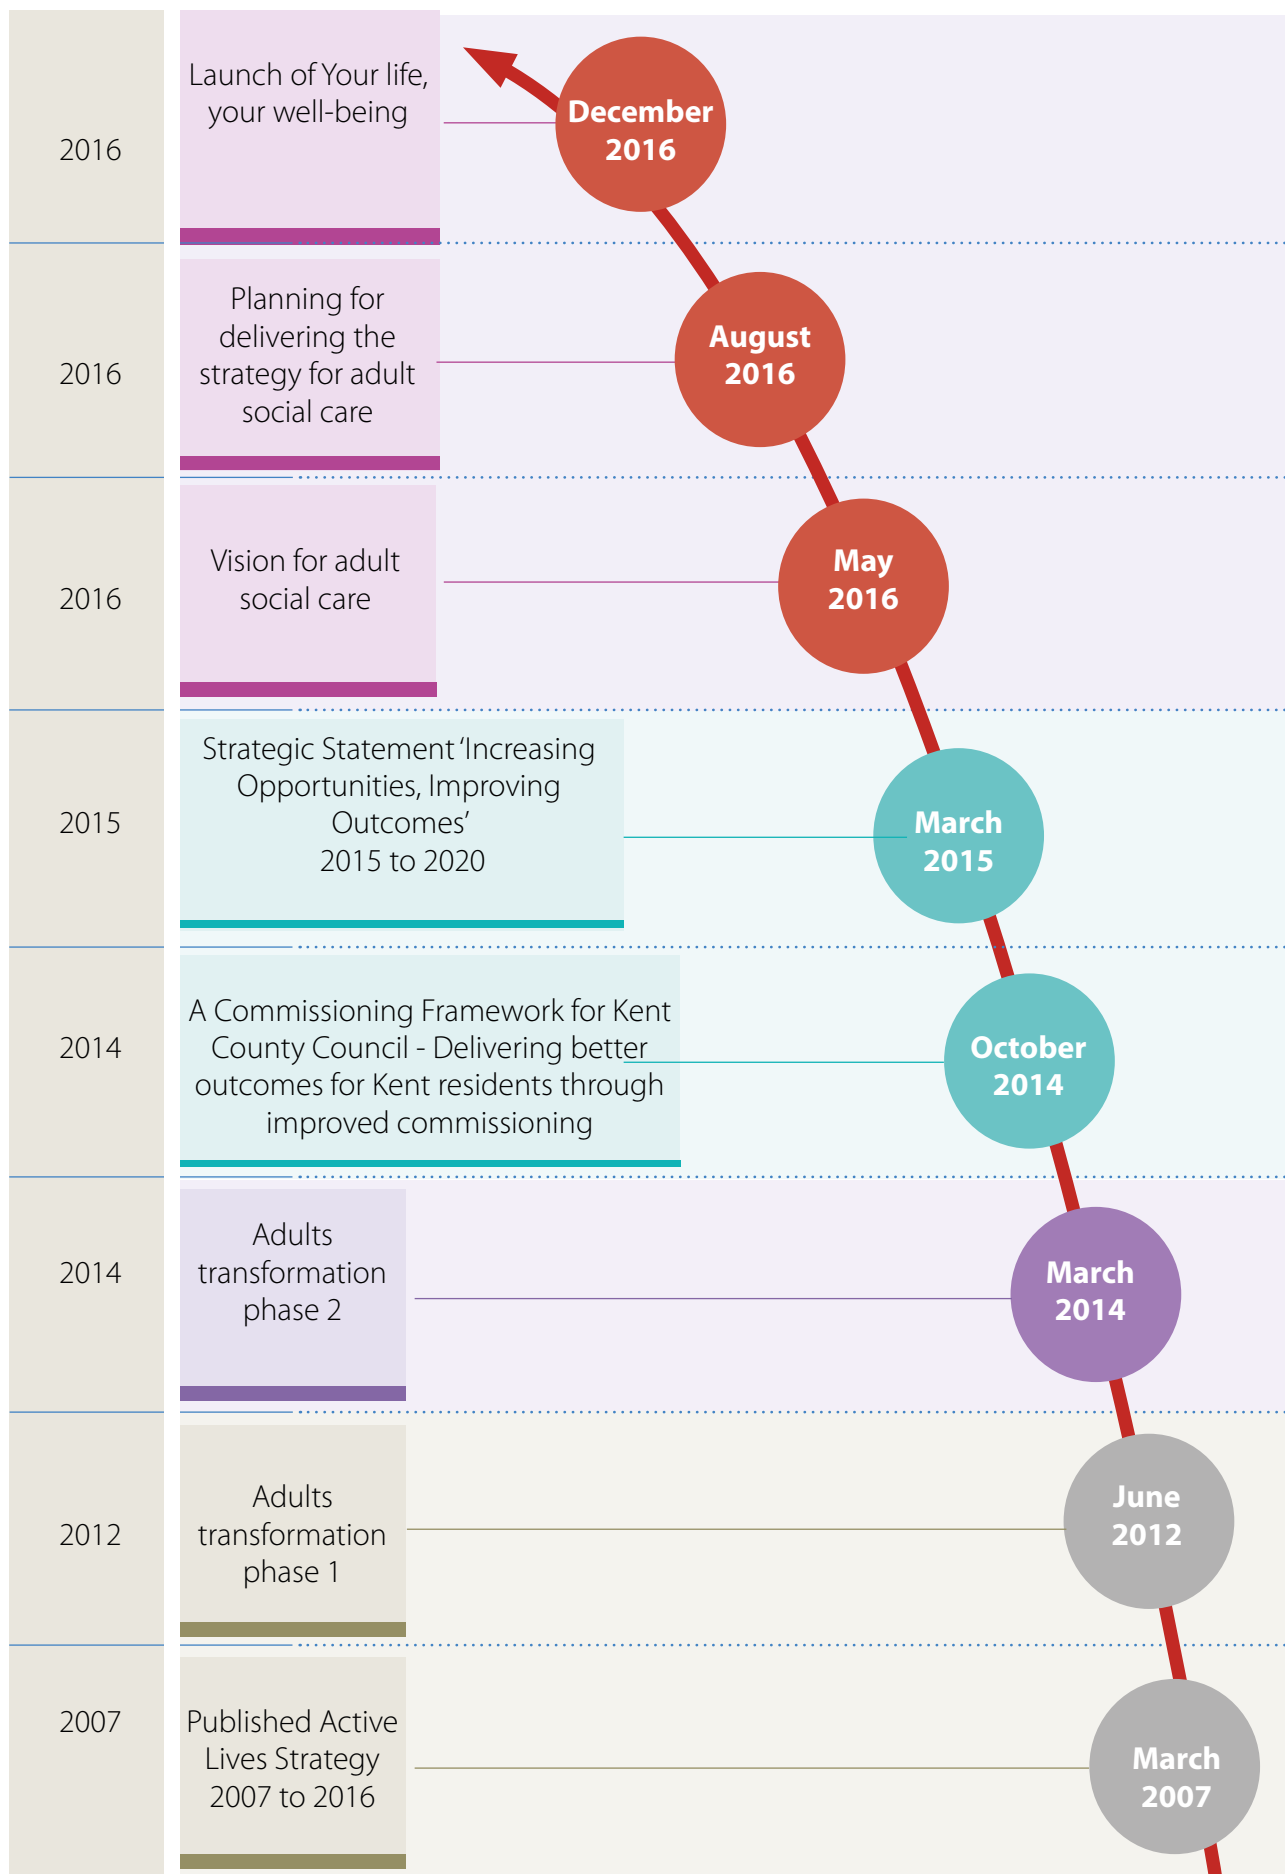 2016
Launch of Your life,
your well-being
December
2016
2016
Planning for
delivering the
strategy for adult
social care
August
2016
2016
Vision for adult
social care
May
2016
2015
Strategic Statement ‘Increasing
Opportunities, Improving
Outcomes’
2015 to 2020
March
2015
2014
A Commissioning Framework for Kent
County Council - Delivering better
outcomes for Kent residents through
improved commissioning
October
2014
2014
Adults
transformation
phase 2
March
2014
2012
Adults
transformation
phase 1
June
2012
2007
Published Active
Lives Strategy
2007 to 2016
March
2007